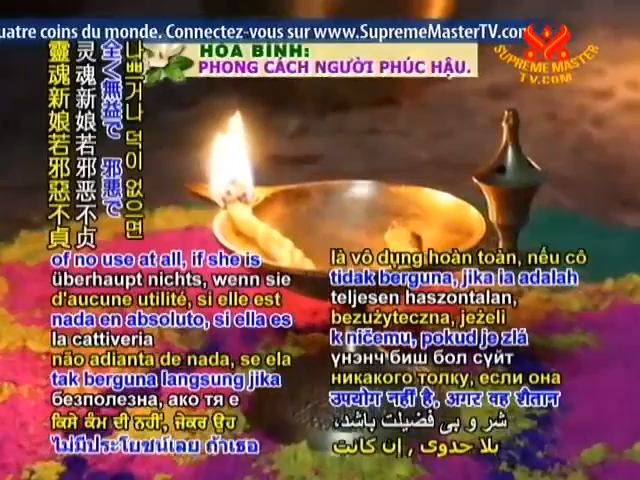 uatre coins du monde. Connectez-vous sur www.SupremeMasterTV.com
HÒA BÌNH:
PHONG CÁCH NGƯỜI PHÚC HẬU.
SUPREME MASTER
TV.COM
靈魂新娘若邪惡不貞
灵魂新娘若邪恶不贞
全く無益で 邪悪で
나쁘거나 덕이 없으면
of no use at all, if she is
überhaupt nichts, wenn sie
d'aucune utilité, si elle est
nada en absoluto, si ella es
la cattiveria
não adianta de nada, se ela
tak berguna langsung jika
безполезна, ако тя е
ਕਿਸੇ ਕੰਮ ਦੀ ਨਹੀਂ, ਜੇਕਰ ਉਹ
ไม่มีประโยชน์เลย ถ้าเธอ
là vô dụng hoàn toàn, nếu cô
tidak berguna, jika ia adalah
teljesen haszontalan,
bezużyteczna, jeżeli
k ničemu, pokud je zlá
үнэнч биш бол сүйт
никакого толку, если она
उपयोग नहीं है, अगर वह शैतान
شر و بی فضیلت باشد،
بلا جدوى , إن كانت